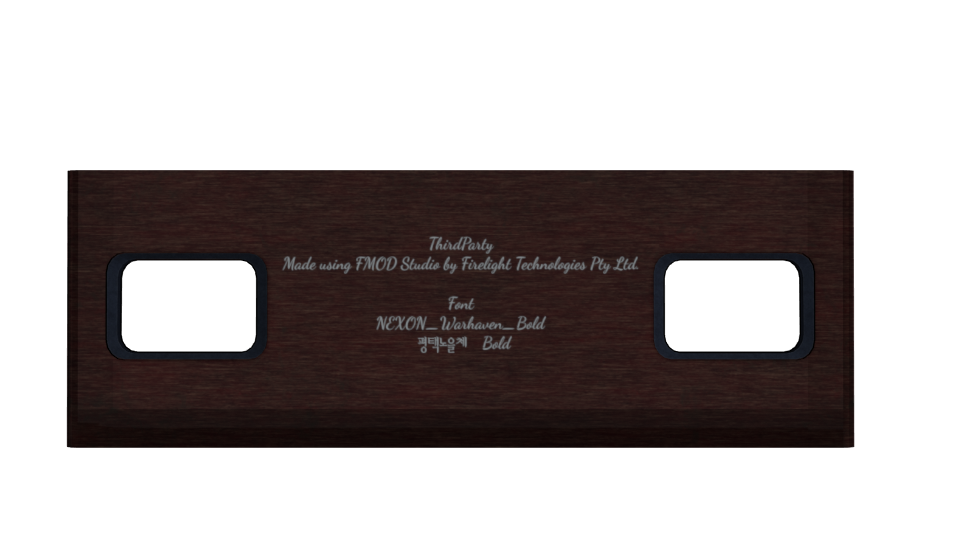 ThirdParty
Made using FMOD Studio by Firelight Technologies Pty Ltd.
Font
NEXON_Warhaven_Bold
평택노을체 Bold